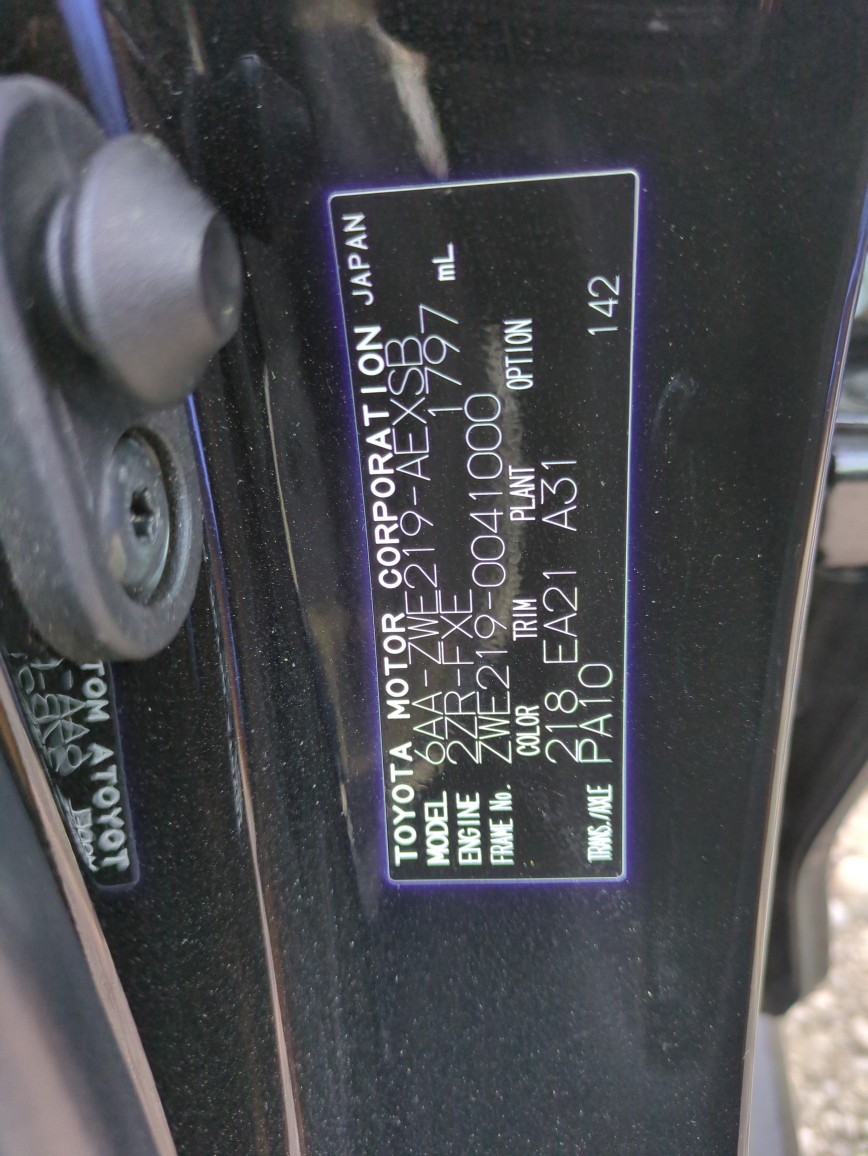 TOYOTA MOTOR CORPORATION JAPAN
MODEL 6AA-ZWE219-AEXSB
ENGINE 2ZR-FXE 1797 mL
FRAME No. ZWE219-0041000
COLOR TRIM PLANT OPTION
218 EA21 A31 142
TRANS./AXLE PA10